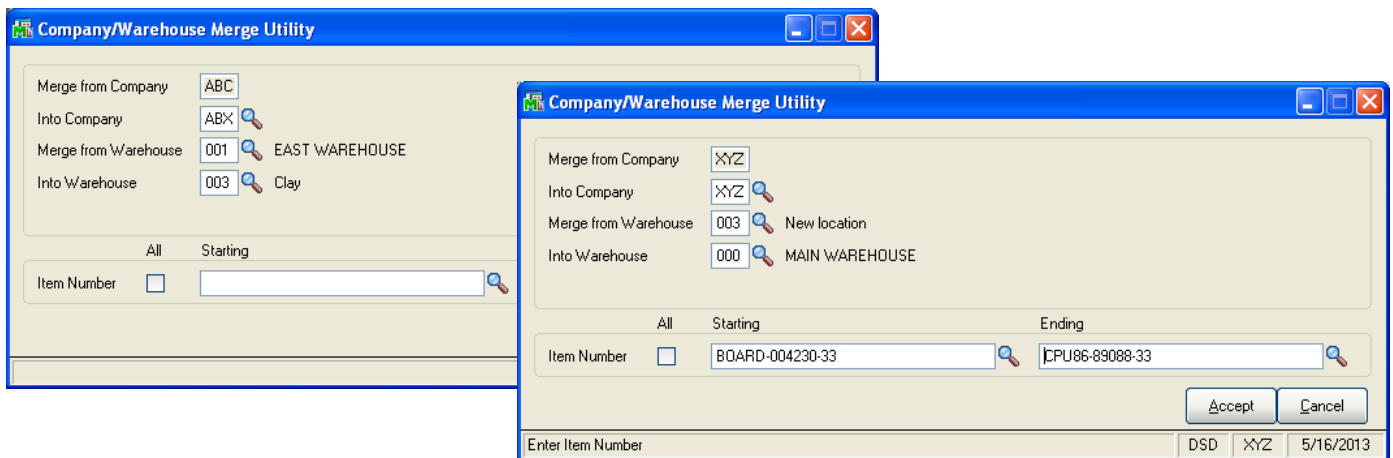 Company/Warehouse Merge Utility
Merge from Company ABC
Into Company ABX
Merge from Warehouse 001 EAST WAREHOUSE
Into Warehouse 003 Clay
All Starting
Item Number
Company/Warehouse Merge Utility
Merge from Company XYZ
Into Company XYZ
Merge from Warehouse 003 New location
Into Warehouse 000 MAIN WAREHOUSE
All Starting Ending
Item Number BOARD-004230-33 CPU86-89088-33
Accept Cancel
Enter Item Number DSD XYZ 5/16/2013